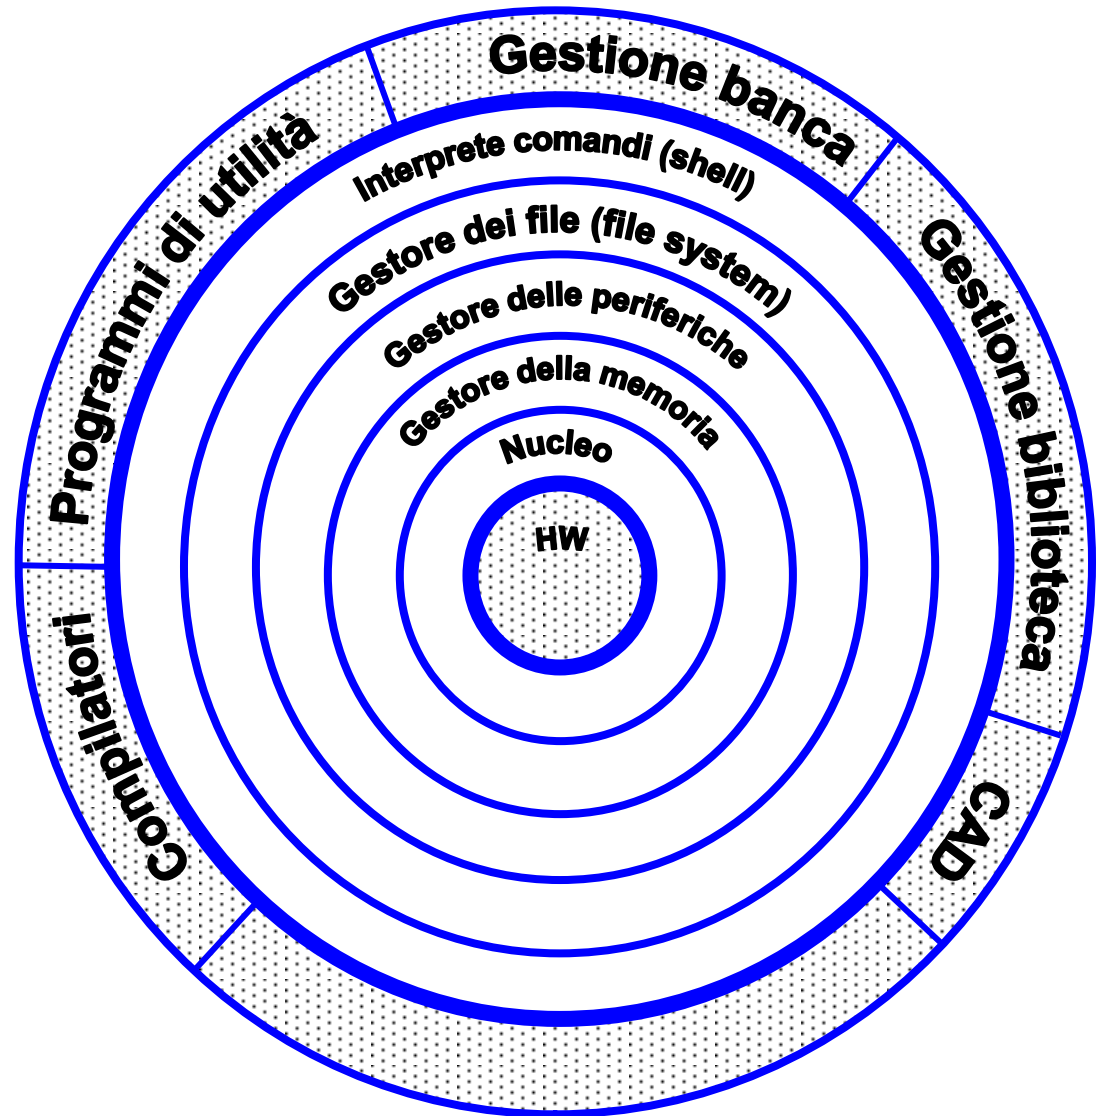 Gestione banca
Programmi di utilità
Interprete comandi (shell)
Gestore dei file (file system)
Gestione biblioteca
Gestore delle periferiche
Gestore della memoria
Nucleo
HW
Compilatori
CAD